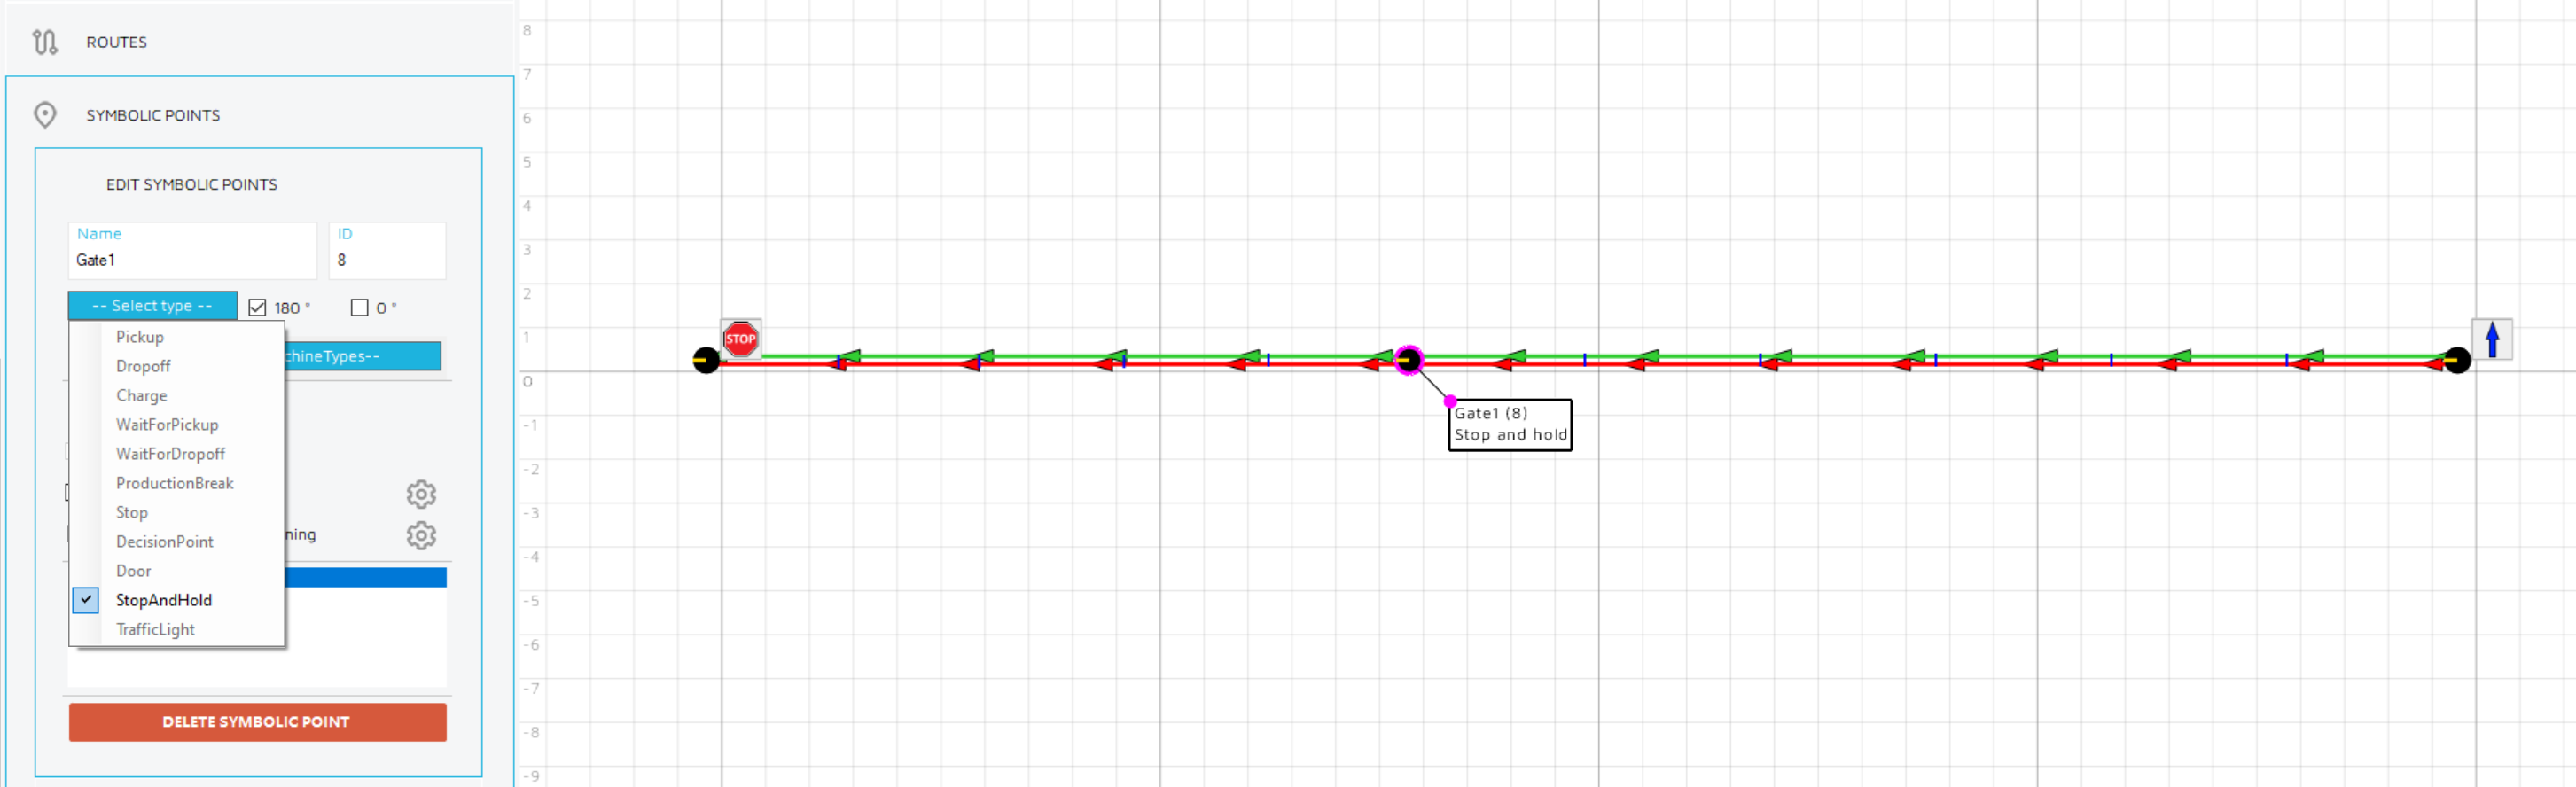 ROUTES
SYMBOLIC POINTS
EDIT SYMBOLIC POINTS
Name
Gate1
ID
8
-- Select type --
180 °
0 °
Pickup
Dropoff
Charge
WaitForPickup
WaitForDropoff
ProductionBreak
Stop
DecisionPoint
Door
StopAndHold
TrafficLight
chineTypes--
ning
DELETE SYMBOLIC POINT
8
7
6
5
4
3
2
1
0
-1
-2
-3
-4
-5
-6
-7
-8
-9
STOP
Gate1 (8)
Stop and hold